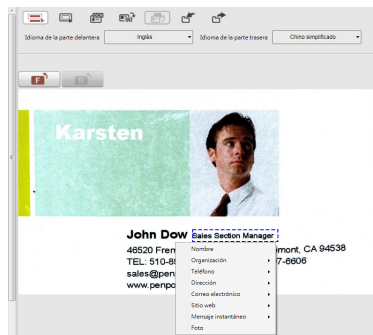 Idioma de la parte delantera
Inglés
Idioma de la parte trasera
Chino simplificado
F
Karsten
John Dow
Sales Section Manager
46520 Frem
mont, CA 94538
TEL: 510-8
7-6606
sales@pen
www.penpo
Nombre
Organización
Teléfono
Dirección
Correo electrónico
Sitio web
Mensaje instantáneo
Foto